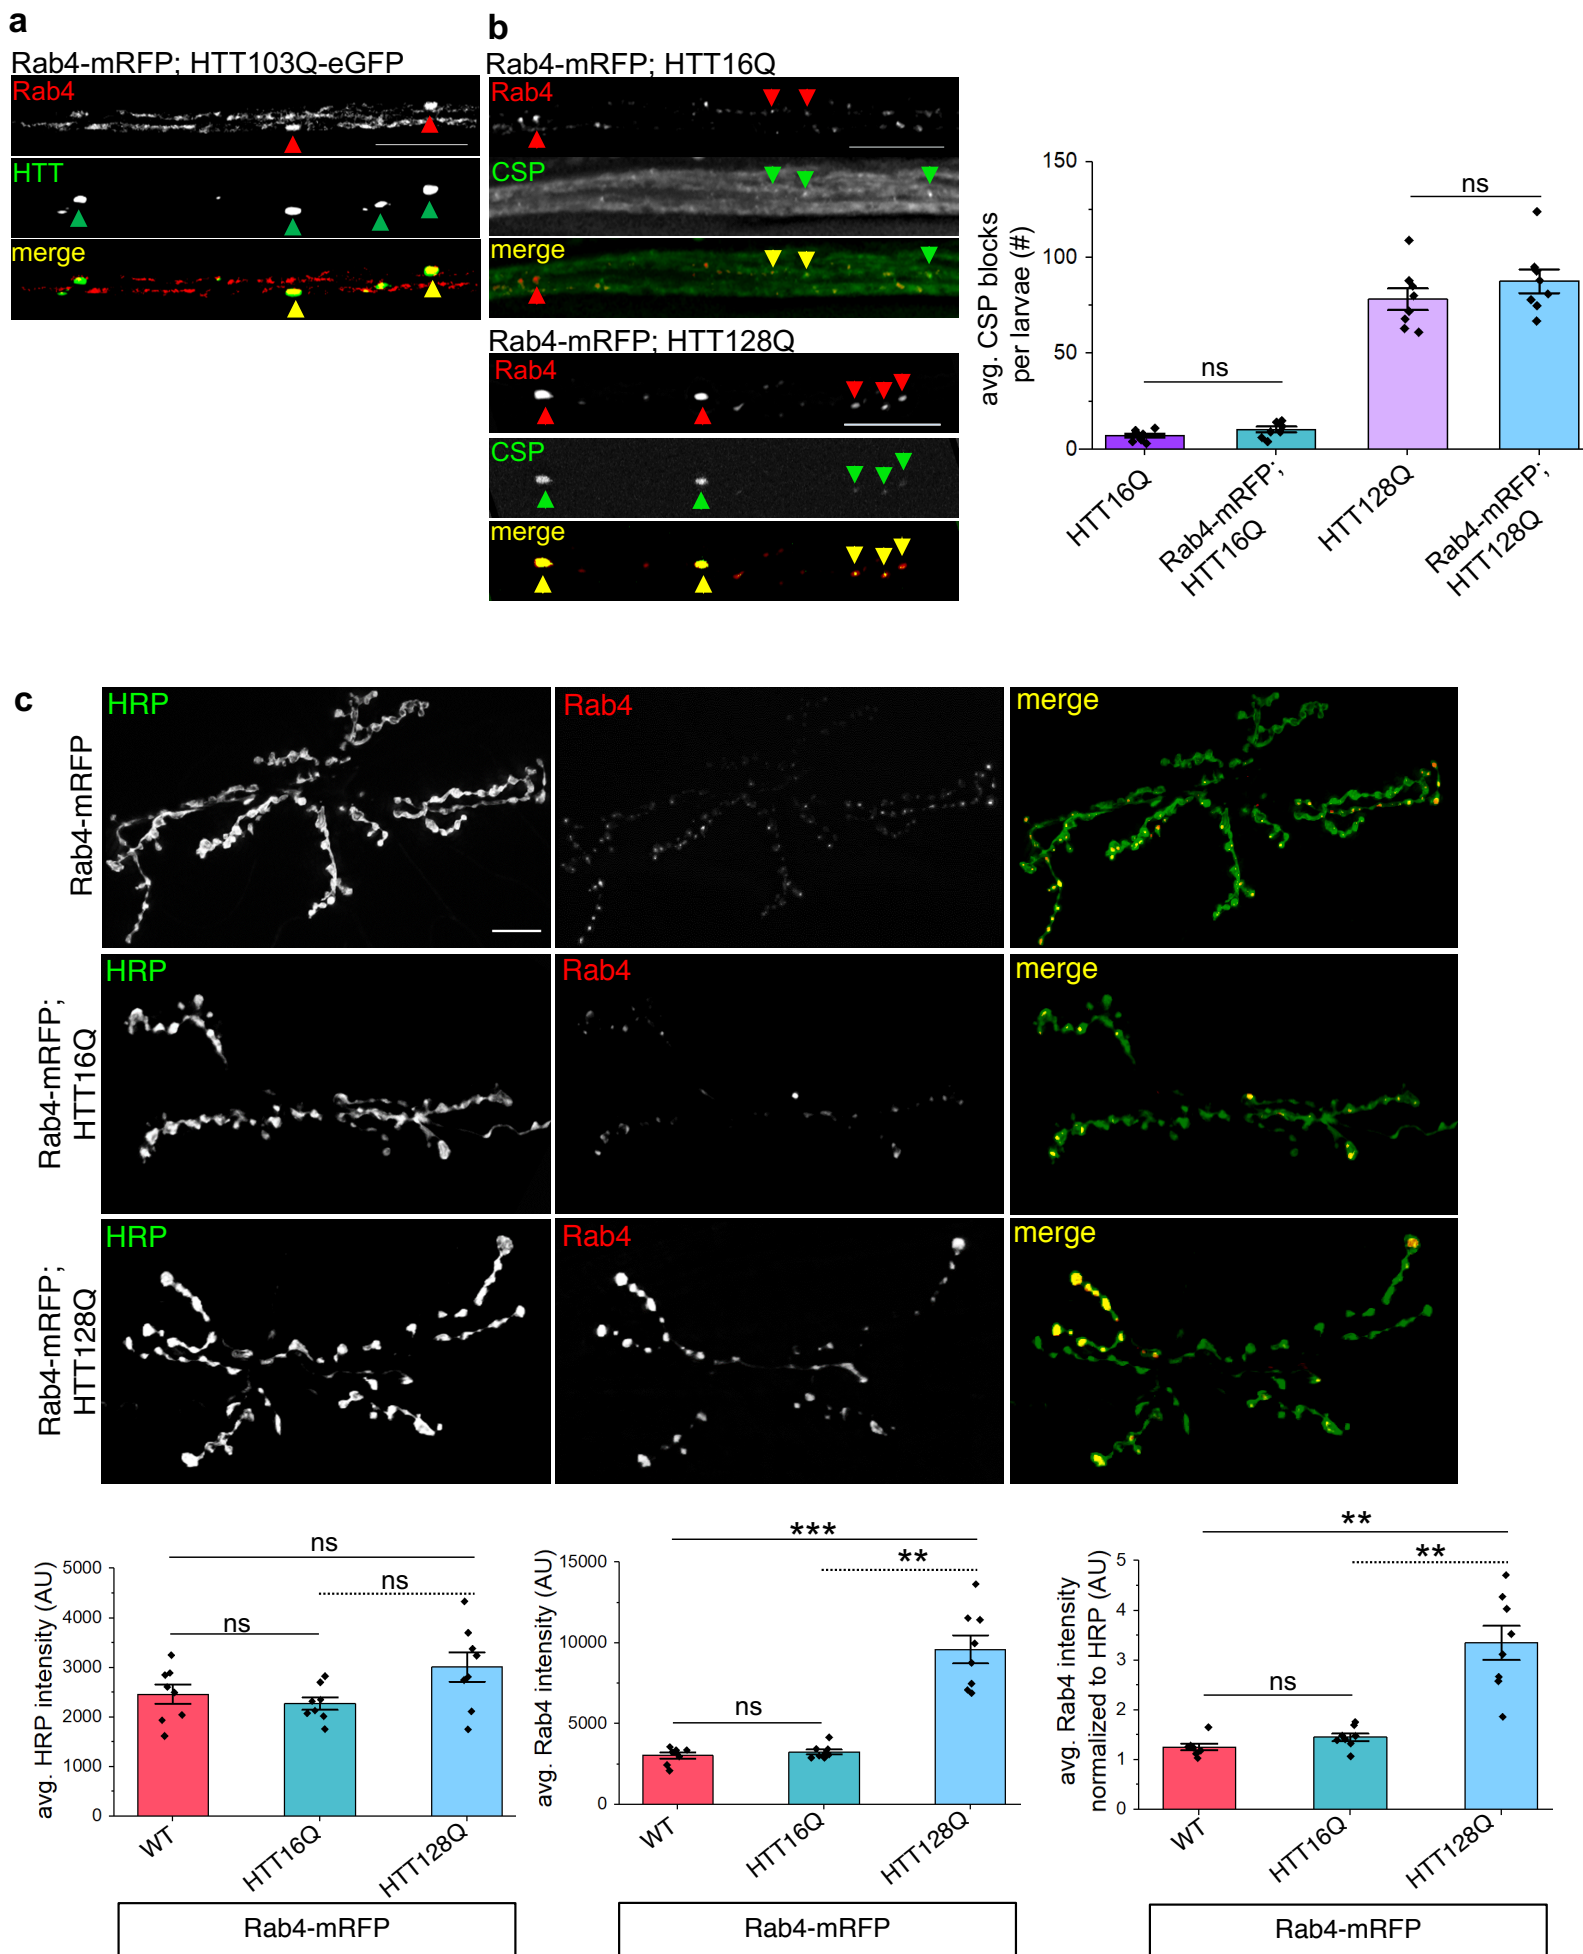 a
Rab4-mRFP; HTT103Q-eGFP
Rab4
HTT
merge
b
Rab4-mRFP; HTT16Q
Rab4
CSP
merge
Rab4-mRFP; HTT128Q
Rab4
CSP
merge
avg. CSP blocks
per larvae (#)
150
100
50
0
ns
ns
HTT16Q
Rab4-mRFP;
HTT16Q
HTT128Q
Rab4-mRFP;
HTT128Q
c
Rab4-mRFP
HRP
Rab4
merge
Rab4-mRFP;
HTT16Q
HRP
Rab4
merge
Rab4-mRFP;
HTT128Q
HRP
Rab4
merge
avg. HRP intensity (AU)
5000
4000
3000
2000
1000
0
ns
ns
ns
WT
HTT16Q
HTT128Q
Rab4-mRFP
avg. Rab4 intensity (AU)
15000
10000
5000
0
***
**
ns
WT
HTT16Q
HTT128Q
Rab4-mRFP
avg. Rab4 intensity
normalized to HRP (AU)
5
4
3
2
1
0
**
**
ns
WT
HTT16Q
HTT128Q
Rab4-mRFP